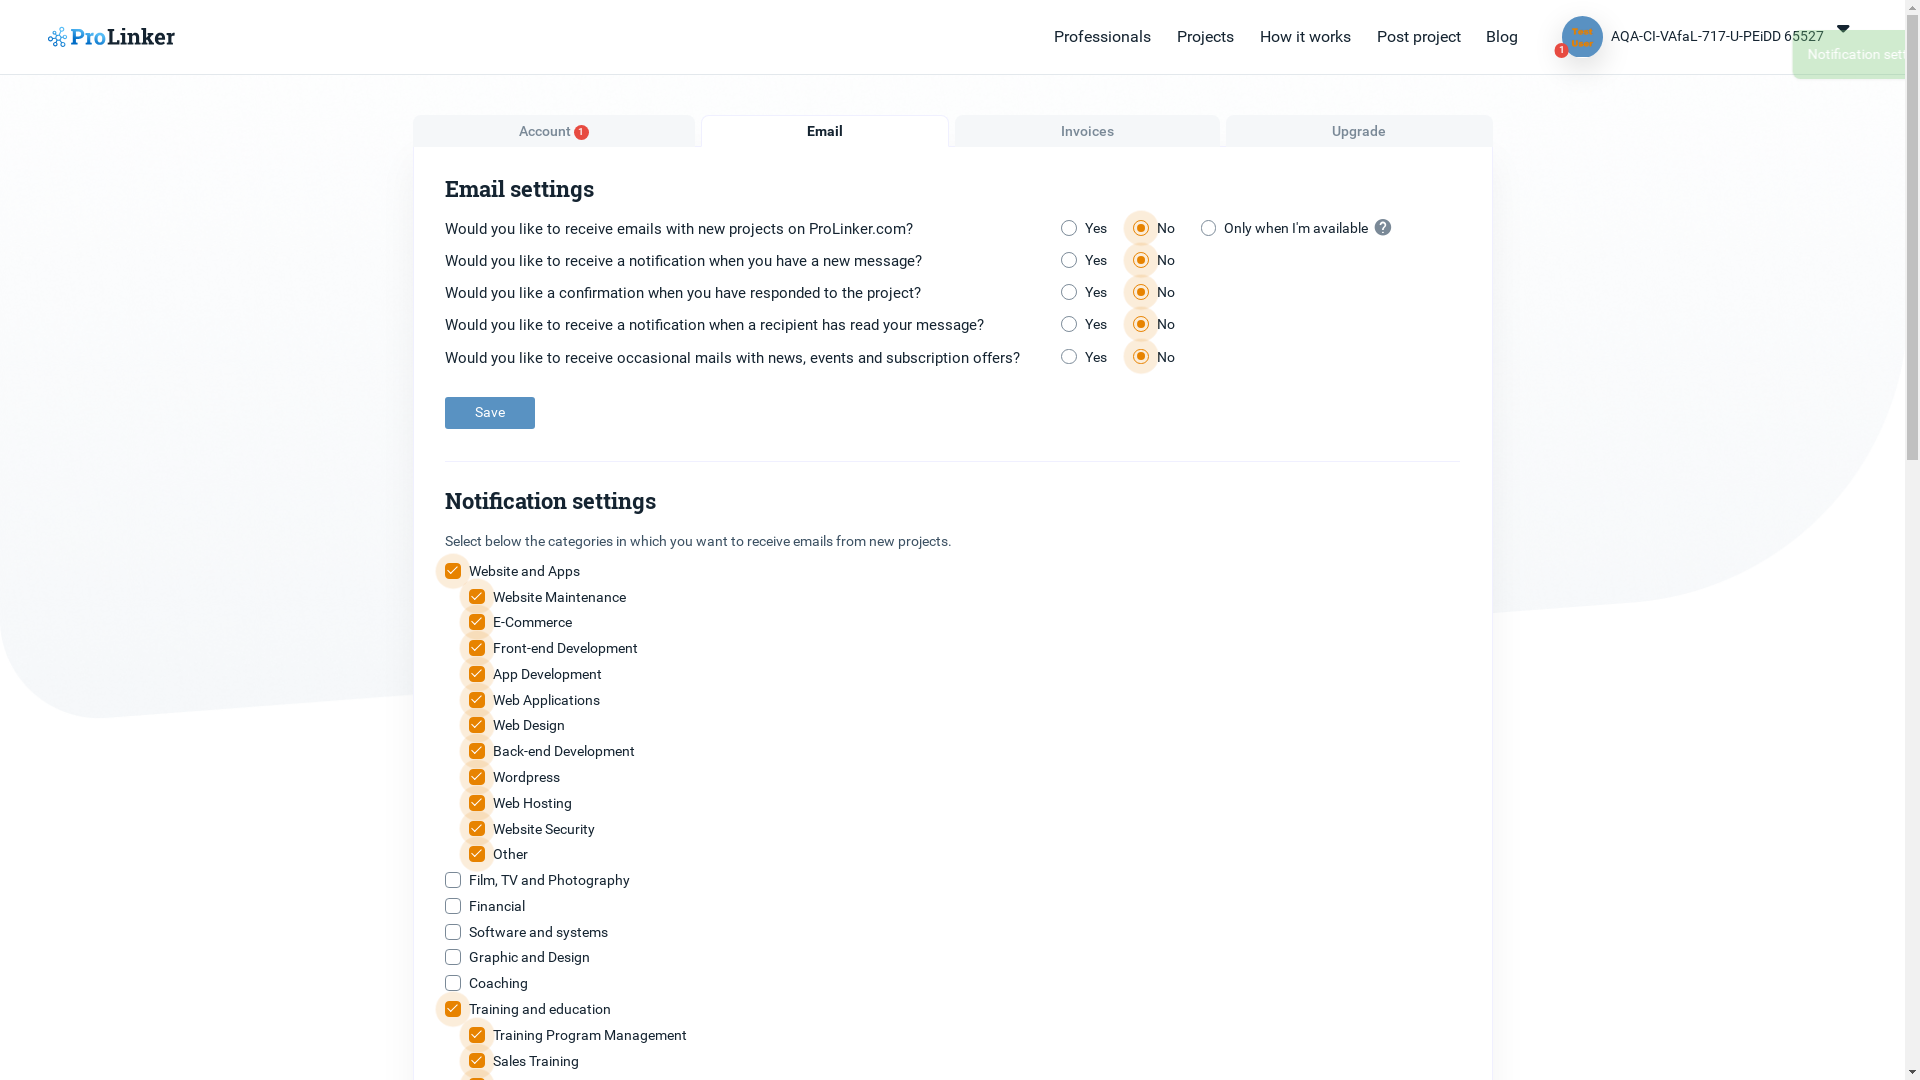 ProLinker
Professionals
Projects
How it works
Post project
Blog
1
AQA-CI-VAfaL-717-U-PEiDD 65527
Notification
Account 1
Email
Invoices
Upgrade
Email settings
Would you like to receive emails with new projects on ProLinker.com? Yes No Only when I'm available ?
Would you like to receive a notification when you have a new message? Yes No
Would you like a confirmation when you have responded to the project? Yes No
Would you like to receive a notification when a recipient has read your message? Yes No
Would you like to receive occasional mails with news, events and subscription offers? Yes No
Save
Notification settings
Select below the categories in which you want to receive emails from new projects.
Website and Apps
Website Maintenance
E-Commerce
Front-end Development
App Development
Web Applications
Web Design
Back-end Development
Wordpress
Web Hosting
Website Security
Other
Film, TV and Photography
Financial
Software and systems
Graphic and Design
Coaching
Training and education
Training Program Management
Sales Training